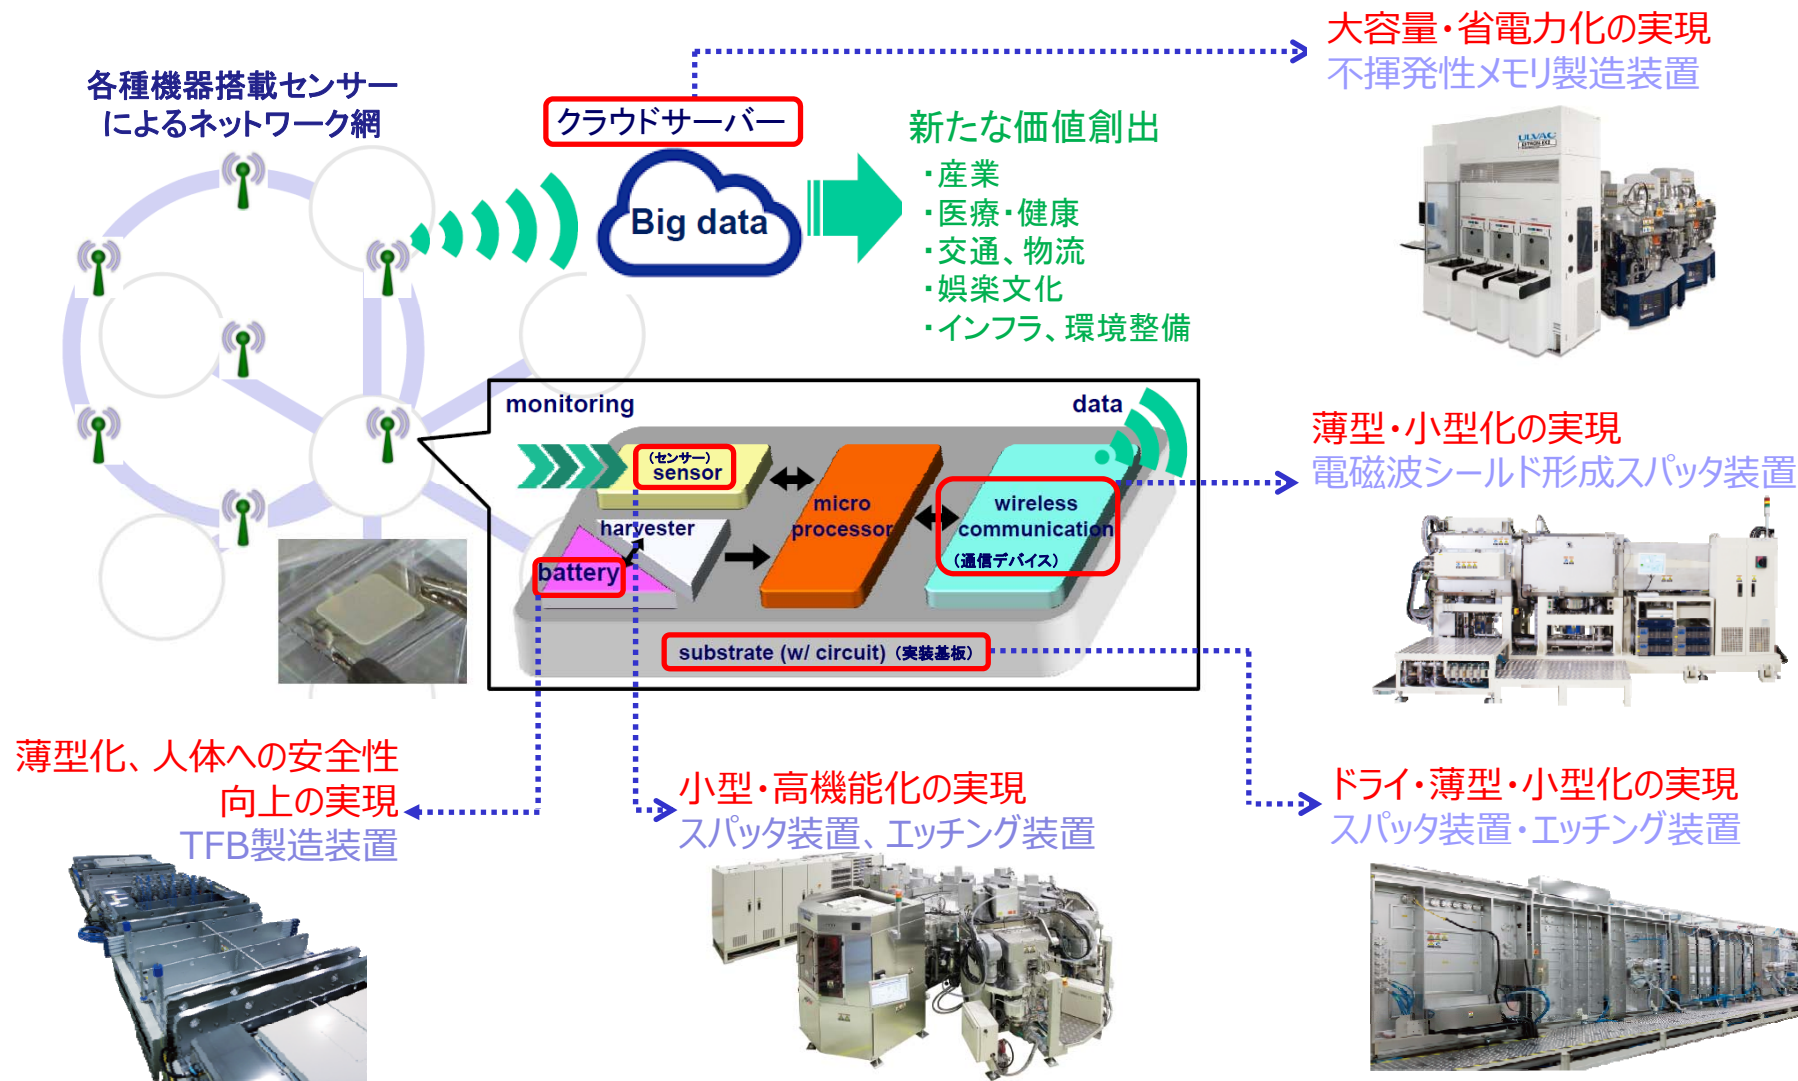 大容量・省電力化の実現
不揮発性メモリ製造装置
各種機器搭載センサー
によるネットワーク網
クラウドサーバー
Big data
新たな価値創出
・産業
・医療・健康
・交通、物流
・娯楽文化
・インフラ、環境整備
ULVAC
monitoring
data
(センサー)
sensor
harvester
battery
micro
processor
wireless
communication
(通信デバイス)
substrate (w/ circuit) (実装基板)
薄型・小型化の実現
電磁波シールド形成スパッタ装置
薄型化、人体への安全性
向上の実現
TFB製造装置
小型・高機能化の実現
スパッタ装置、エッチング装置
ドライ・薄型・小型化の実現
スパッタ装置・エッチング装置